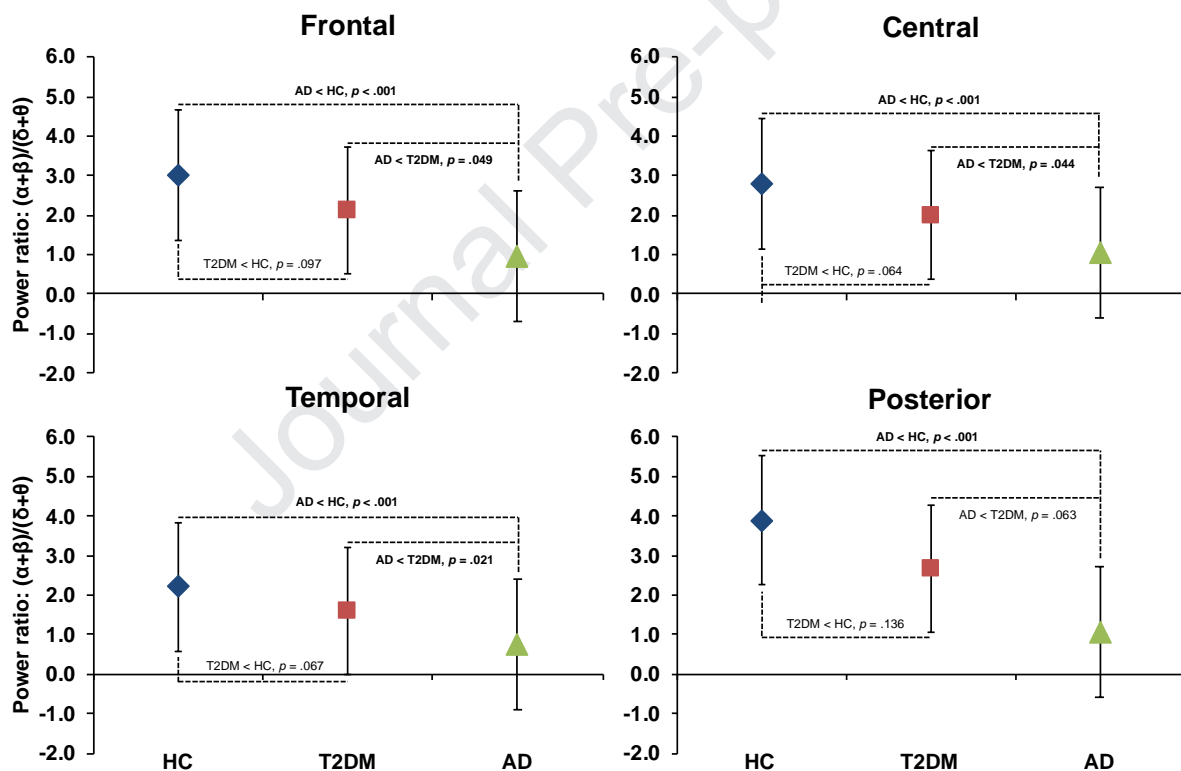 Journal Pre-p
Frontal
Power ratio: (α+β)/(δ+θ)
6.0
5.0
4.0
3.0
2.0
1.0
0.0
-1.0
-2.0
AD < HC, p < .001
AD < T2DM, p = .049
T2DM < HC, p = .097
Central
6.0
5.0
4.0
3.0
2.0
1.0
0.0
-1.0
-2.0
AD < HC, p < .001
AD < T2DM, p = .044
T2DM < HC, p = .064
Temporal
Power ratio: (α+β)/(δ+θ)
6.0
5.0
4.0
3.0
2.0
1.0
0.0
-1.0
-2.0
AD < HC, p < .001
AD < T2DM, p = .021
T2DM < HC, p = .067
HC T2DM AD
Posterior
6.0
5.0
4.0
3.0
2.0
1.0
0.0
-1.0
-2.0
AD < HC, p < .001
AD < T2DM, p = .063
T2DM < HC, p = .136
HC T2DM AD